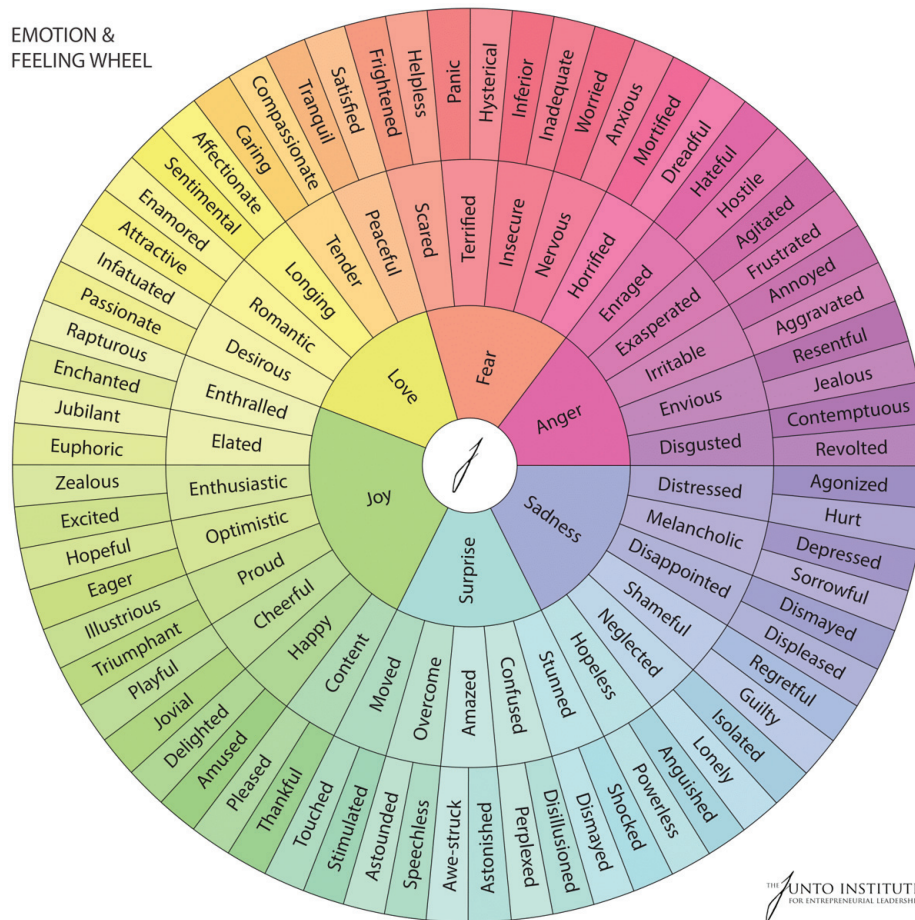 EMOTION &
FEELING WHEEL
Love
Fear
Anger
Sadness
Surprise
Joy
Longing
Tender
Peaceful
Scared
Terrified
Insecure
Nervous
Horrified
Enraged
Exasperated
Irritable
Envious
Disgusted
Distressed
Melancholic
Disappointed
Shameful
Neglected
Hopeless
Stunned
Confused
Amazed
Overcome
Moved
Content
Happy
Cheerful
Proud
Optimistic
Enthusiastic
Elated
Enthralled
Desirous
Romantic
Sentimental
Affectionate
Caring
Compassionate
Tranquil
Satisfied
Frightened
Helpless
Panic
Hysterical
Inferior
Inadequate
Worried
Anxious
Mortified
Dreadful
Hateful
Hostile
Agitated
Frustrated
Annoyed
Aggravated
Resentful
Jealous
Contemptuous
Revolted
Agonized
Hurt
Depressed
Sorrowful
Dismayed
Displeased
Regretful
Guilty
Isolated
Lonely
Anguished
Powerless
Shocked
Dismayed
Disillusioned
Perplexed
Astonished
Awe-struck
Speechless
Astounded
Stimulated
Touched
Thankful
Pleased
Amused
Delighted
Jovial
Playful
Triumphant
Illustrious
Eager
Hopeful
Excited
Zealous
Euphoric
Jubilant
Enchanted
Rapturous
Passionate
Infatuated
Attractive
Enamored
THE JUNTO INSTITUTE
FOR ENTREPRENEURIAL LEADERSHIP